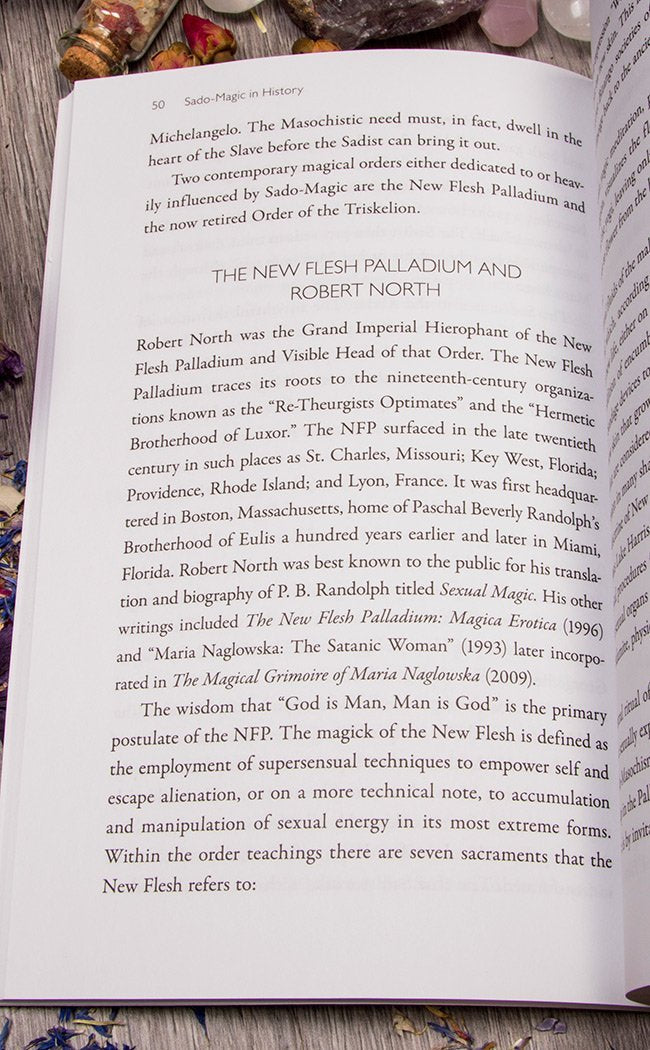 50 Sado-Magic in History
Michelangelo. The Masochistic need must, in fact, dwell in the
heart of the Slave before the Sadist can bring it out.
Two contemporary magical orders either dedicated to or heav-
ily influenced by Sado-Magic are the New Flesh Palladium and
the now retired Order of the Triskelion.
THE NEW FLESH PALLADIUM AND
ROBERT NORTH
Robert North was the Grand Imperial Hierophant of the New
Flesh Palladium and Visible Head of that Order. The New Flesh
Palladium traces its roots to the nineteenth-century organiza-
tions known as the “Re-Theurgists Optimates” and the “Hermetic
Brotherhood of Luxor.” The NFP surfaced in the late twentieth
century in such places as St. Charles, Missouri; Key West, Florida;
Providence, Rhode Island; and Lyon, France. It was first headquar-
tered in Boston, Massachusetts, home of Paschal Beverly Randolph’s
Brotherhood of Eulis a hundred years earlier and later in Miami,
Florida. Robert North was best known to the public for his transla-
tion and biography of P. B. Randolph titled Sexual Magic. His other
writings included The New Flesh Palladium: Magica Erotica (1996)
and “Maria Naglowska: The Satanic Woman” (1993) later incorpo-
rated in The Magical Grimoire of Maria Naglowska (2009).
The wisdom that “God is Man, Man is God” is the primary
postulate of the NFP. The magick of the New Flesh is defined as
the employment of supersensual techniques to empower self and
escape alienation, or on a more technical note, to accumulation
and manipulation of sexual energy in its most extreme forms.
Within the order teachings there are seven sacraments that the
New Flesh refers to: